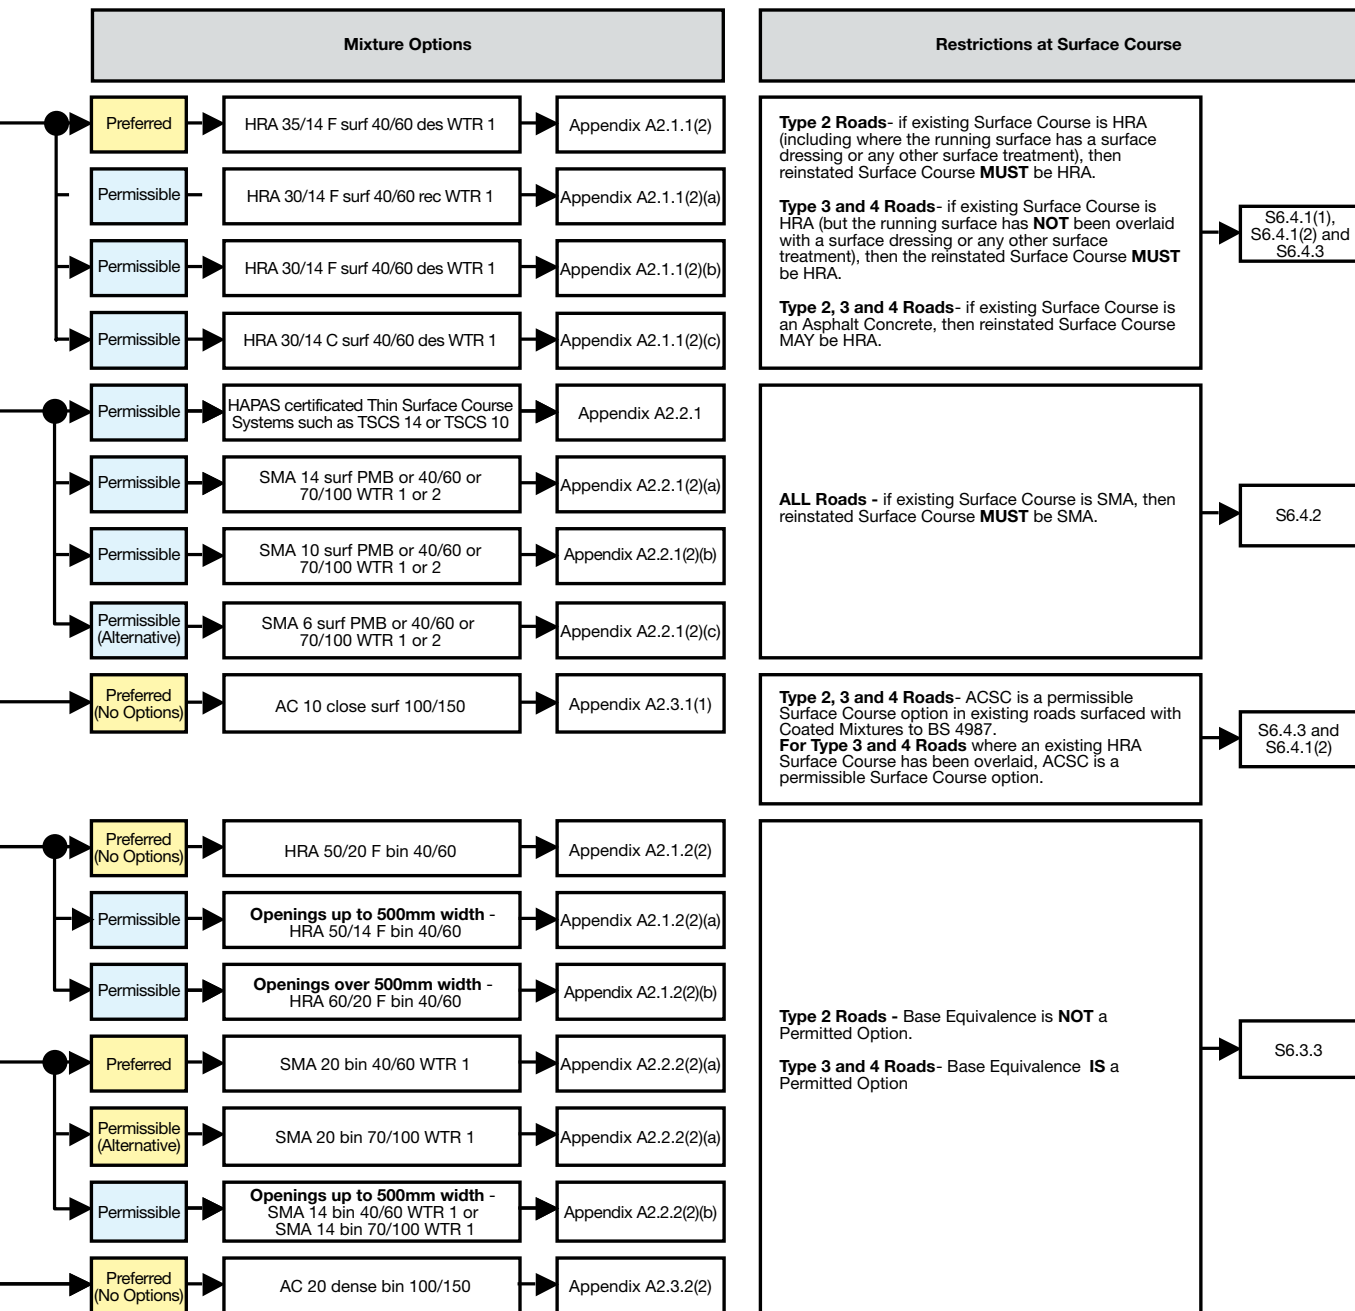 Mixture Options
Restrictions at Surface Course
Preferred
HRA 35/14 F surf 40/60 des WTR 1
Appendix A2.1.1(2)
Permissible
HRA 30/14 F surf 40/60 rec WTR 1
Appendix A2.1.1(2)(a)
Permissible
HRA 30/14 F surf 40/60 des WTR 1
Appendix A2.1.1(2)(b)
Permissible
HRA 30/14 C surf 40/60 des WTR 1
Appendix A2.1.1(2)(c)
Type 2 Roads- if existing Surface Course is HRA
(including where the running surface has a surface
dressing or any other surface treatment), then
reinstated Surface Course MUST be HRA.
Type 3 and 4 Roads- if existing Surface Course is
HRA (but the running surface has NOT been overlaid
with a surface dressing or any other surface
treatment), then the reinstated Surface Course MUST
be HRA.
Type 2, 3 and 4 Roads- if existing Surface Course is
an Asphalt Concrete, then reinstated Surface Course
MAY be HRA.
S6.4.1(1),
S6.4.1(2) and
S6.4.3
Permissible
HAPAS certificated Thin Surface Course
Systems such as TSCS 14 or TSCS 10
Appendix A2.2.1
Permissible
SMA 14 surf PMB or 40/60 or
70/100 WTR 1 or 2
Appendix A2.2.1(2)(a)
Permissible
SMA 10 surf PMB or 40/60 or
70/100 WTR 1 or 2
Appendix A2.2.1(2)(b)
Permissible
(Alternative)
SMA 6 surf PMB or 40/60 or
70/100 WTR 1 or 2
Appendix A2.2.1(2)(c)
ALL Roads - if existing Surface Course is SMA, then
reinstated Surface Course MUST be SMA.
S6.4.2
Preferred
(No Options)
AC 10 close surf 100/150
Appendix A2.3.1(1)
Type 2, 3 and 4 Roads- ACSC is a permissible
Surface Course option in existing roads surfaced with
Coated Mixtures to BS 4987.
For Type 3 and 4 Roads where an existing HRA
Surface Course has been overlaid, ACSC is a
permissible Surface Course option.
S6.4.3 and
S6.4.1(2)
Preferred
(No Options)
HRA 50/20 F bin 40/60
Appendix A2.1.2(2)
Permissible
Openings up to 500mm width -
HRA 50/14 F bin 40/60
Appendix A2.1.2(2)(a)
Permissible
Openings over 500mm width -
HRA 60/20 F bin 40/60
Appendix A2.1.2(2)(b)
Preferred
SMA 20 bin 40/60 WTR 1
Appendix A2.2.2(2)(a)
Permissible
(Alternative)
SMA 20 bin 70/100 WTR 1
Appendix A2.2.2(2)(a)
Permissible
Openings up to 500mm width -
SMA 14 bin 40/60 WTR 1 or
SMA 14 bin 70/100 WTR 1
Appendix A2.2.2(2)(b)
Preferred
(No Options)
AC 20 dense bin 100/150
Appendix A2.3.2(2)
Type 2 Roads - Base Equivalence is NOT a
Permitted Option.
Type 3 and 4 Roads- Base Equivalence IS a
Permitted Option
S6.3.3